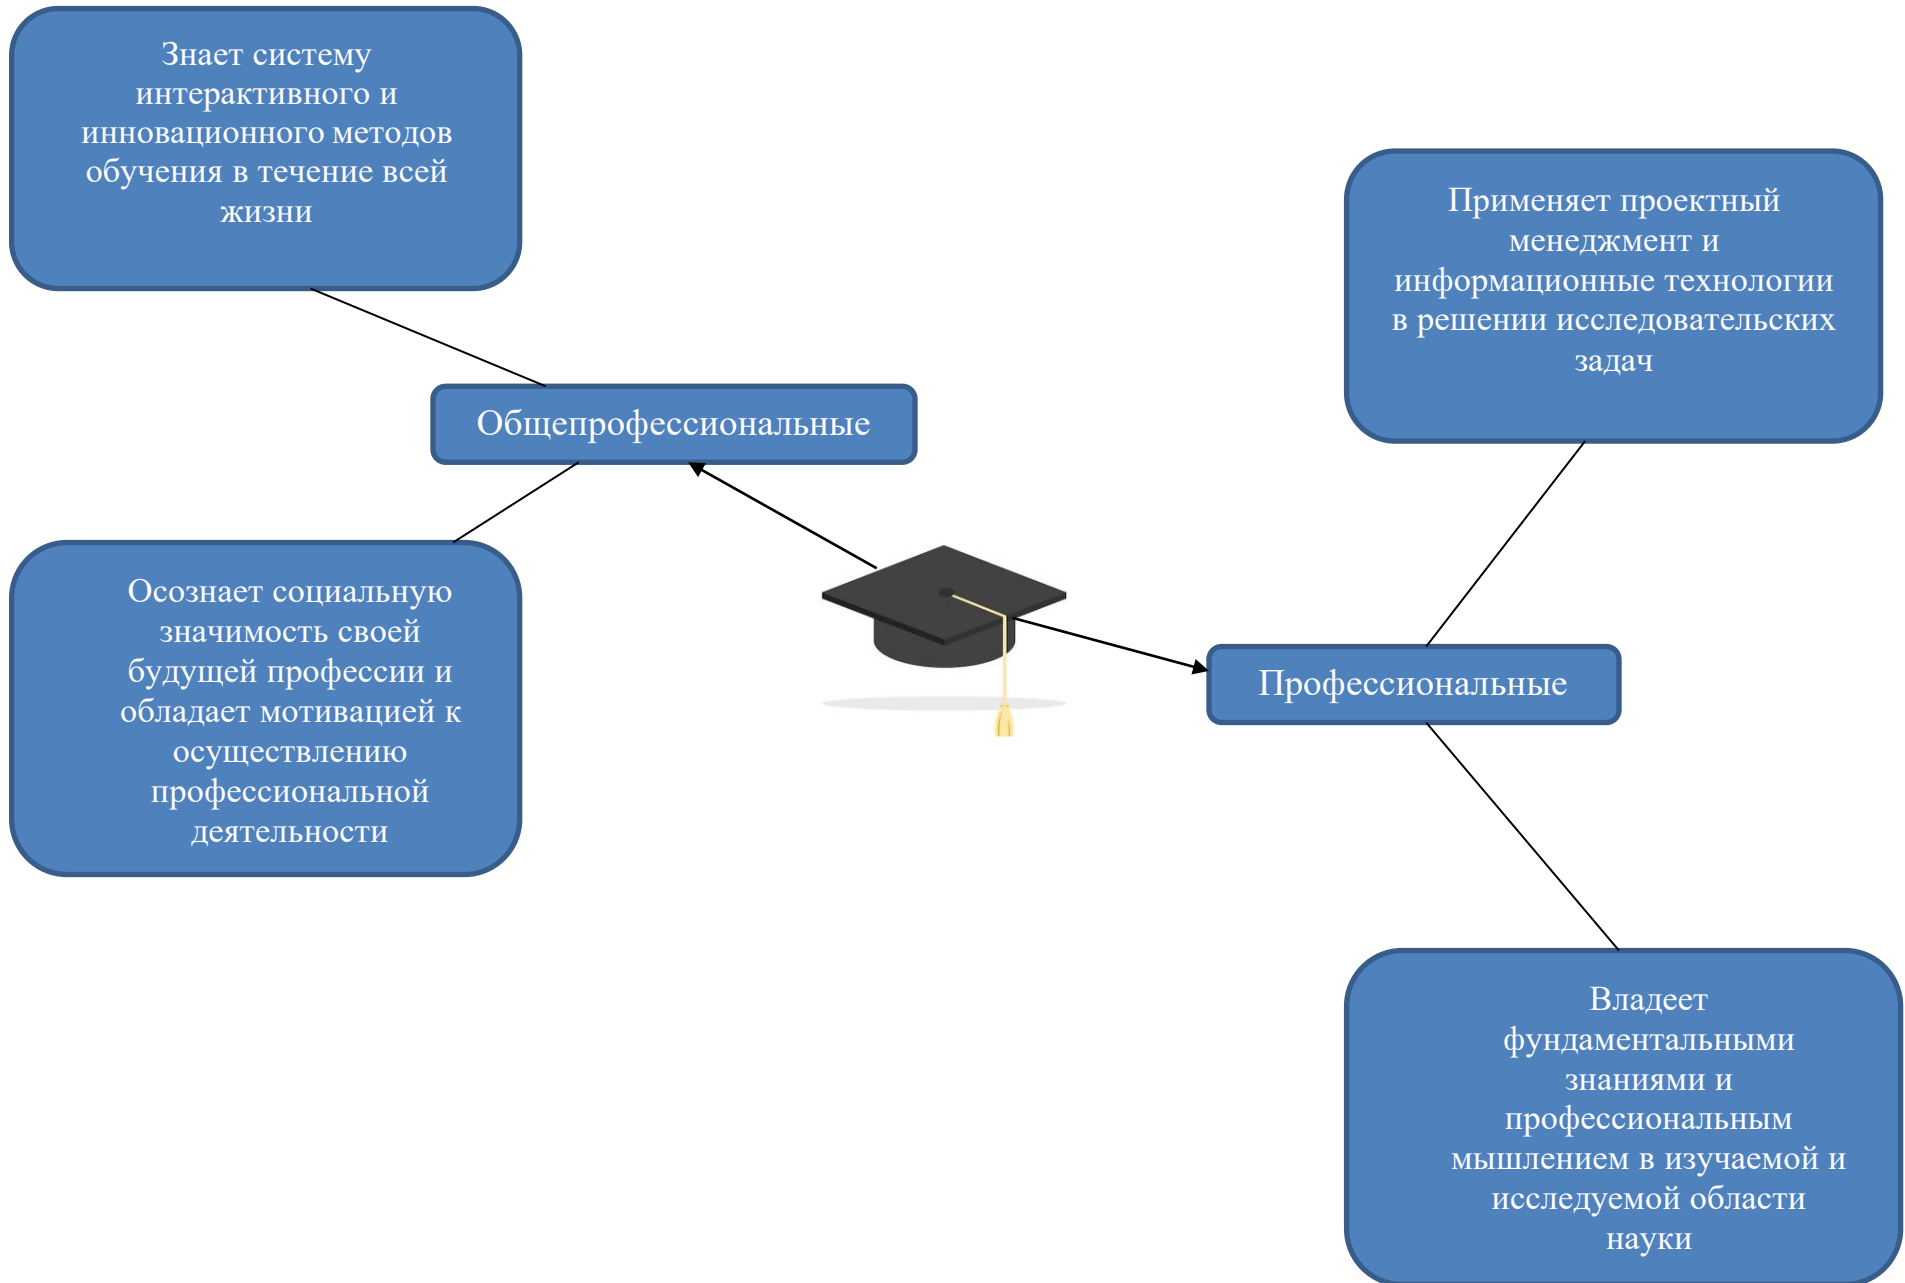 Знает систему
интерактивного и
инновационного методов
обучения в течение всей
жизни
Общепрофессиональные
Осознает социальную
значимость своей
будущей профессии и
обладает мотивацией к
осуществлению
профессиональной
деятельности
Применяет проектный
менеджмент и
информационные технологии
в решении исследовательских
задач
Профессиональные
Владеет
фундаментальными
знаниями и
профессиональным
мышлением в изучаемой и
исследуемой области
науки